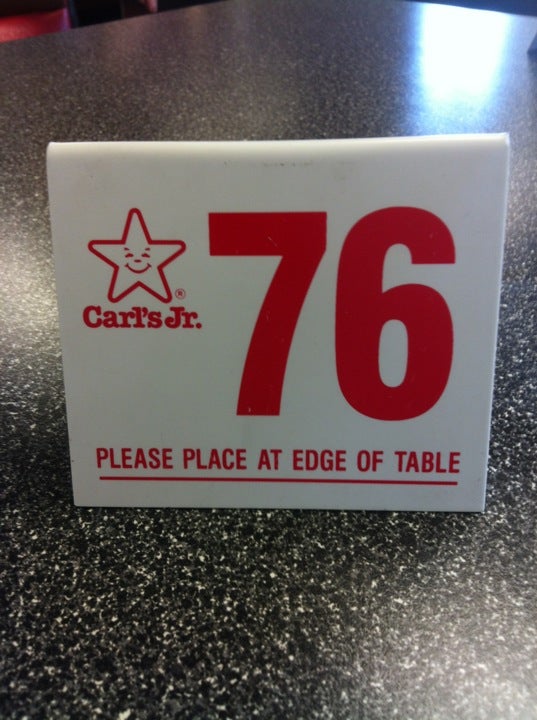 76
Carl's Jr.®
PLEASE PLACE AT EDGE OF TABLE